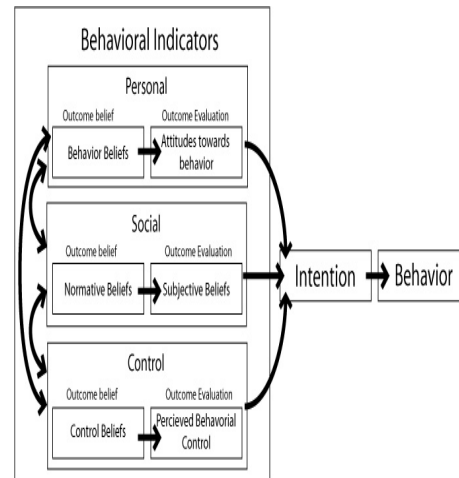 Behavioral Indicators
Personal
Outcome belief
Outcome Evaluation
Behavior Beliefs
Attitudes towards
behavior
Social
Outcome belief
Outcome Evaluation
Normative Beliefs
Subjective Beliefs
Intention
Behavior
Control
Outcome belief
Outcome Evaluation
Control Beliefs
Percieved Behavorial
Control